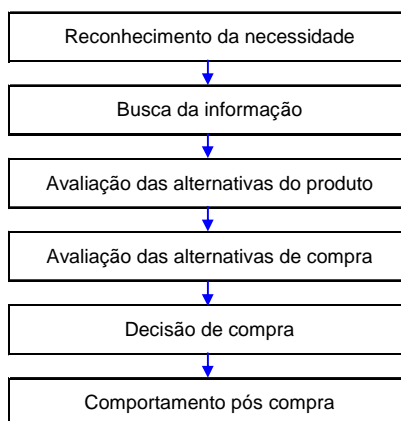 Reconhecimento da necessidade
Busca da informação
Avaliação das alternativas do produto
Avaliação das alternativas de compra
Decisão de compra
Comportamento pós compra